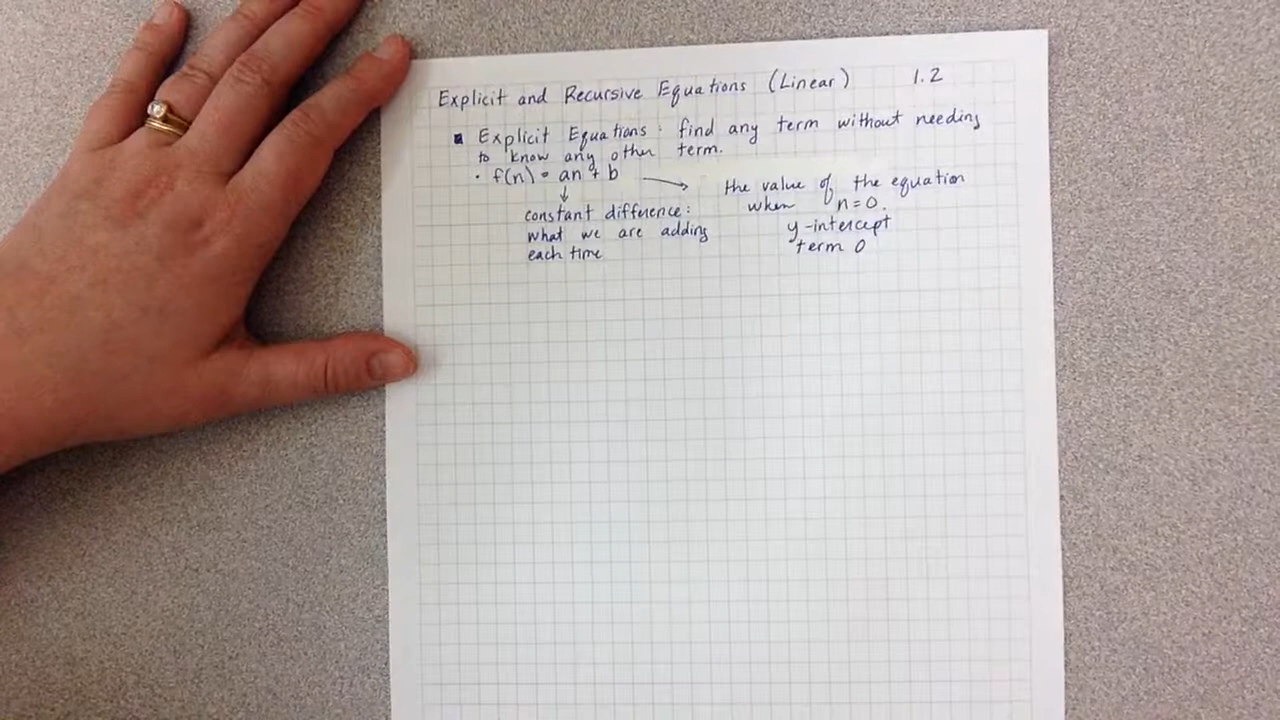 Explicit and Recursive Equations (Linear) 1.2
▪ Explicit Equations: find any term without needing
to know any other term.
• f(n) = an + b → the value of the equation
when n=0.
↓
constant difference:
what we are adding
each time
y-intercept
term 0